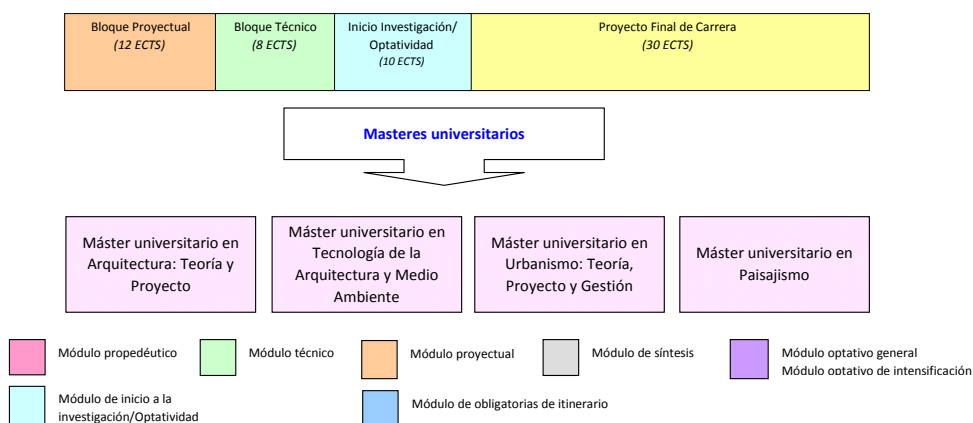 Bloque Proyectual
(12 ECTS)
Bloque Técnico
(8 ECTS)
Inicio Investigación/
Optatividad
(10 ECTS)
Proyecto Final de Carrera
(30 ECTS)
Masteres universitarios
Máster universitario en
Arquitectura: Teoría y
Proyecto
Máster universitario en
Tecnología de la
Arquitectura y Medio
Ambiente
Máster universitario en
Urbanismo: Teoría,
Proyecto y Gestión
Máster universitario en
Paisajismo
Módulo propedéutico
Módulo técnico
Módulo proyectual
Módulo de síntesis
Módulo optativo general
Módulo optativo de intensificación
Módulo de inicio a la
investigación/Optatividad
Módulo de obligatorias de itinerario